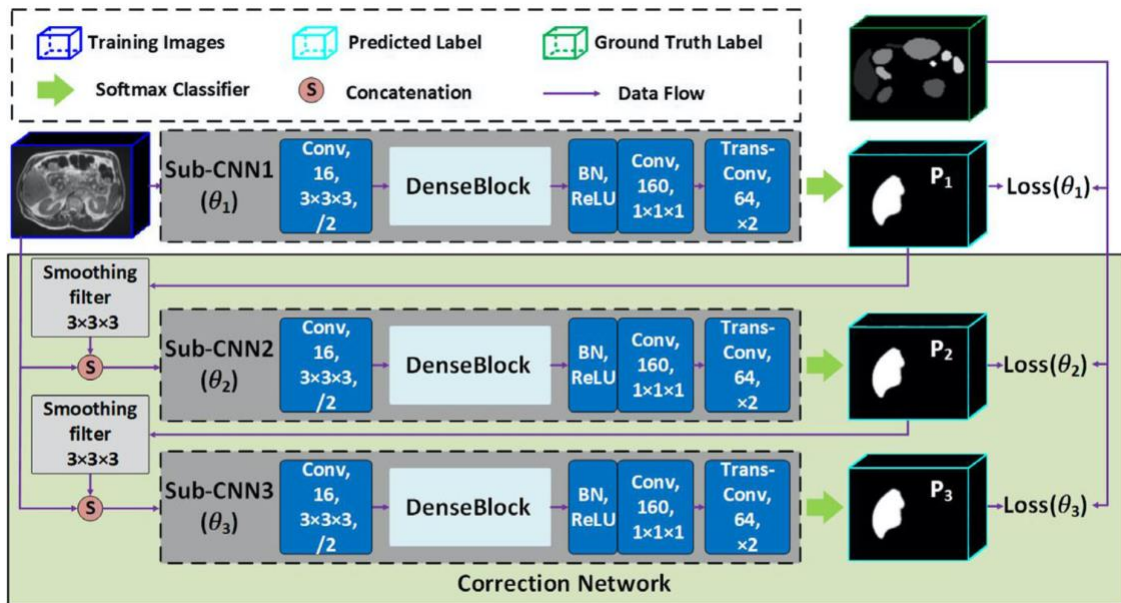 Training Images
Predicted Label
Ground Truth Label
Softmax Classifier
S
Concatenation
Data Flow
Sub-CNN1
(θ₁)
Conv,
16,
3×3×3,
/2
DenseBlock
BN,
ReLU
Conv,
160,
1×1×1
Trans-
Conv,
64,
×2
P₁
Loss(θ₁)
Smoothing
filter
3×3×3
S
Sub-CNN2
(θ₂)
Conv,
16,
3×3×3,
/2
DenseBlock
BN,
ReLU
Conv,
160,
1×1×1
Trans-
Conv,
64,
×2
P₂
Loss(θ₂)
Smoothing
filter
3×3×3
S
Sub-CNN3
(θ₃)
Conv,
16,
3×3×3,
/2
DenseBlock
BN,
ReLU
Conv,
160,
1×1×1
Trans-
Conv,
64,
×2
P₃
Loss(θ₃)
Correction Network